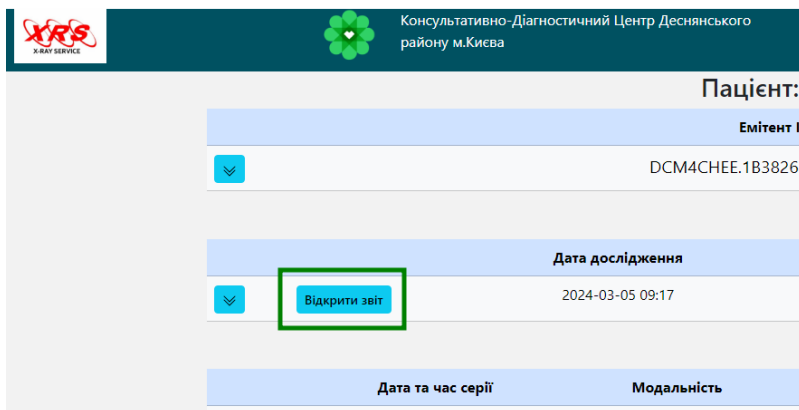 XRS
X-RAY SERVICE
Консультативно-Діагностичний Центр Деснянського
району м.Києва
Пацієнт:
Емітент
DCM4CHEE.1B3826
Дата дослідження
Відкрити звіт
2024-03-05 09:17
Дата та час серії Модальність